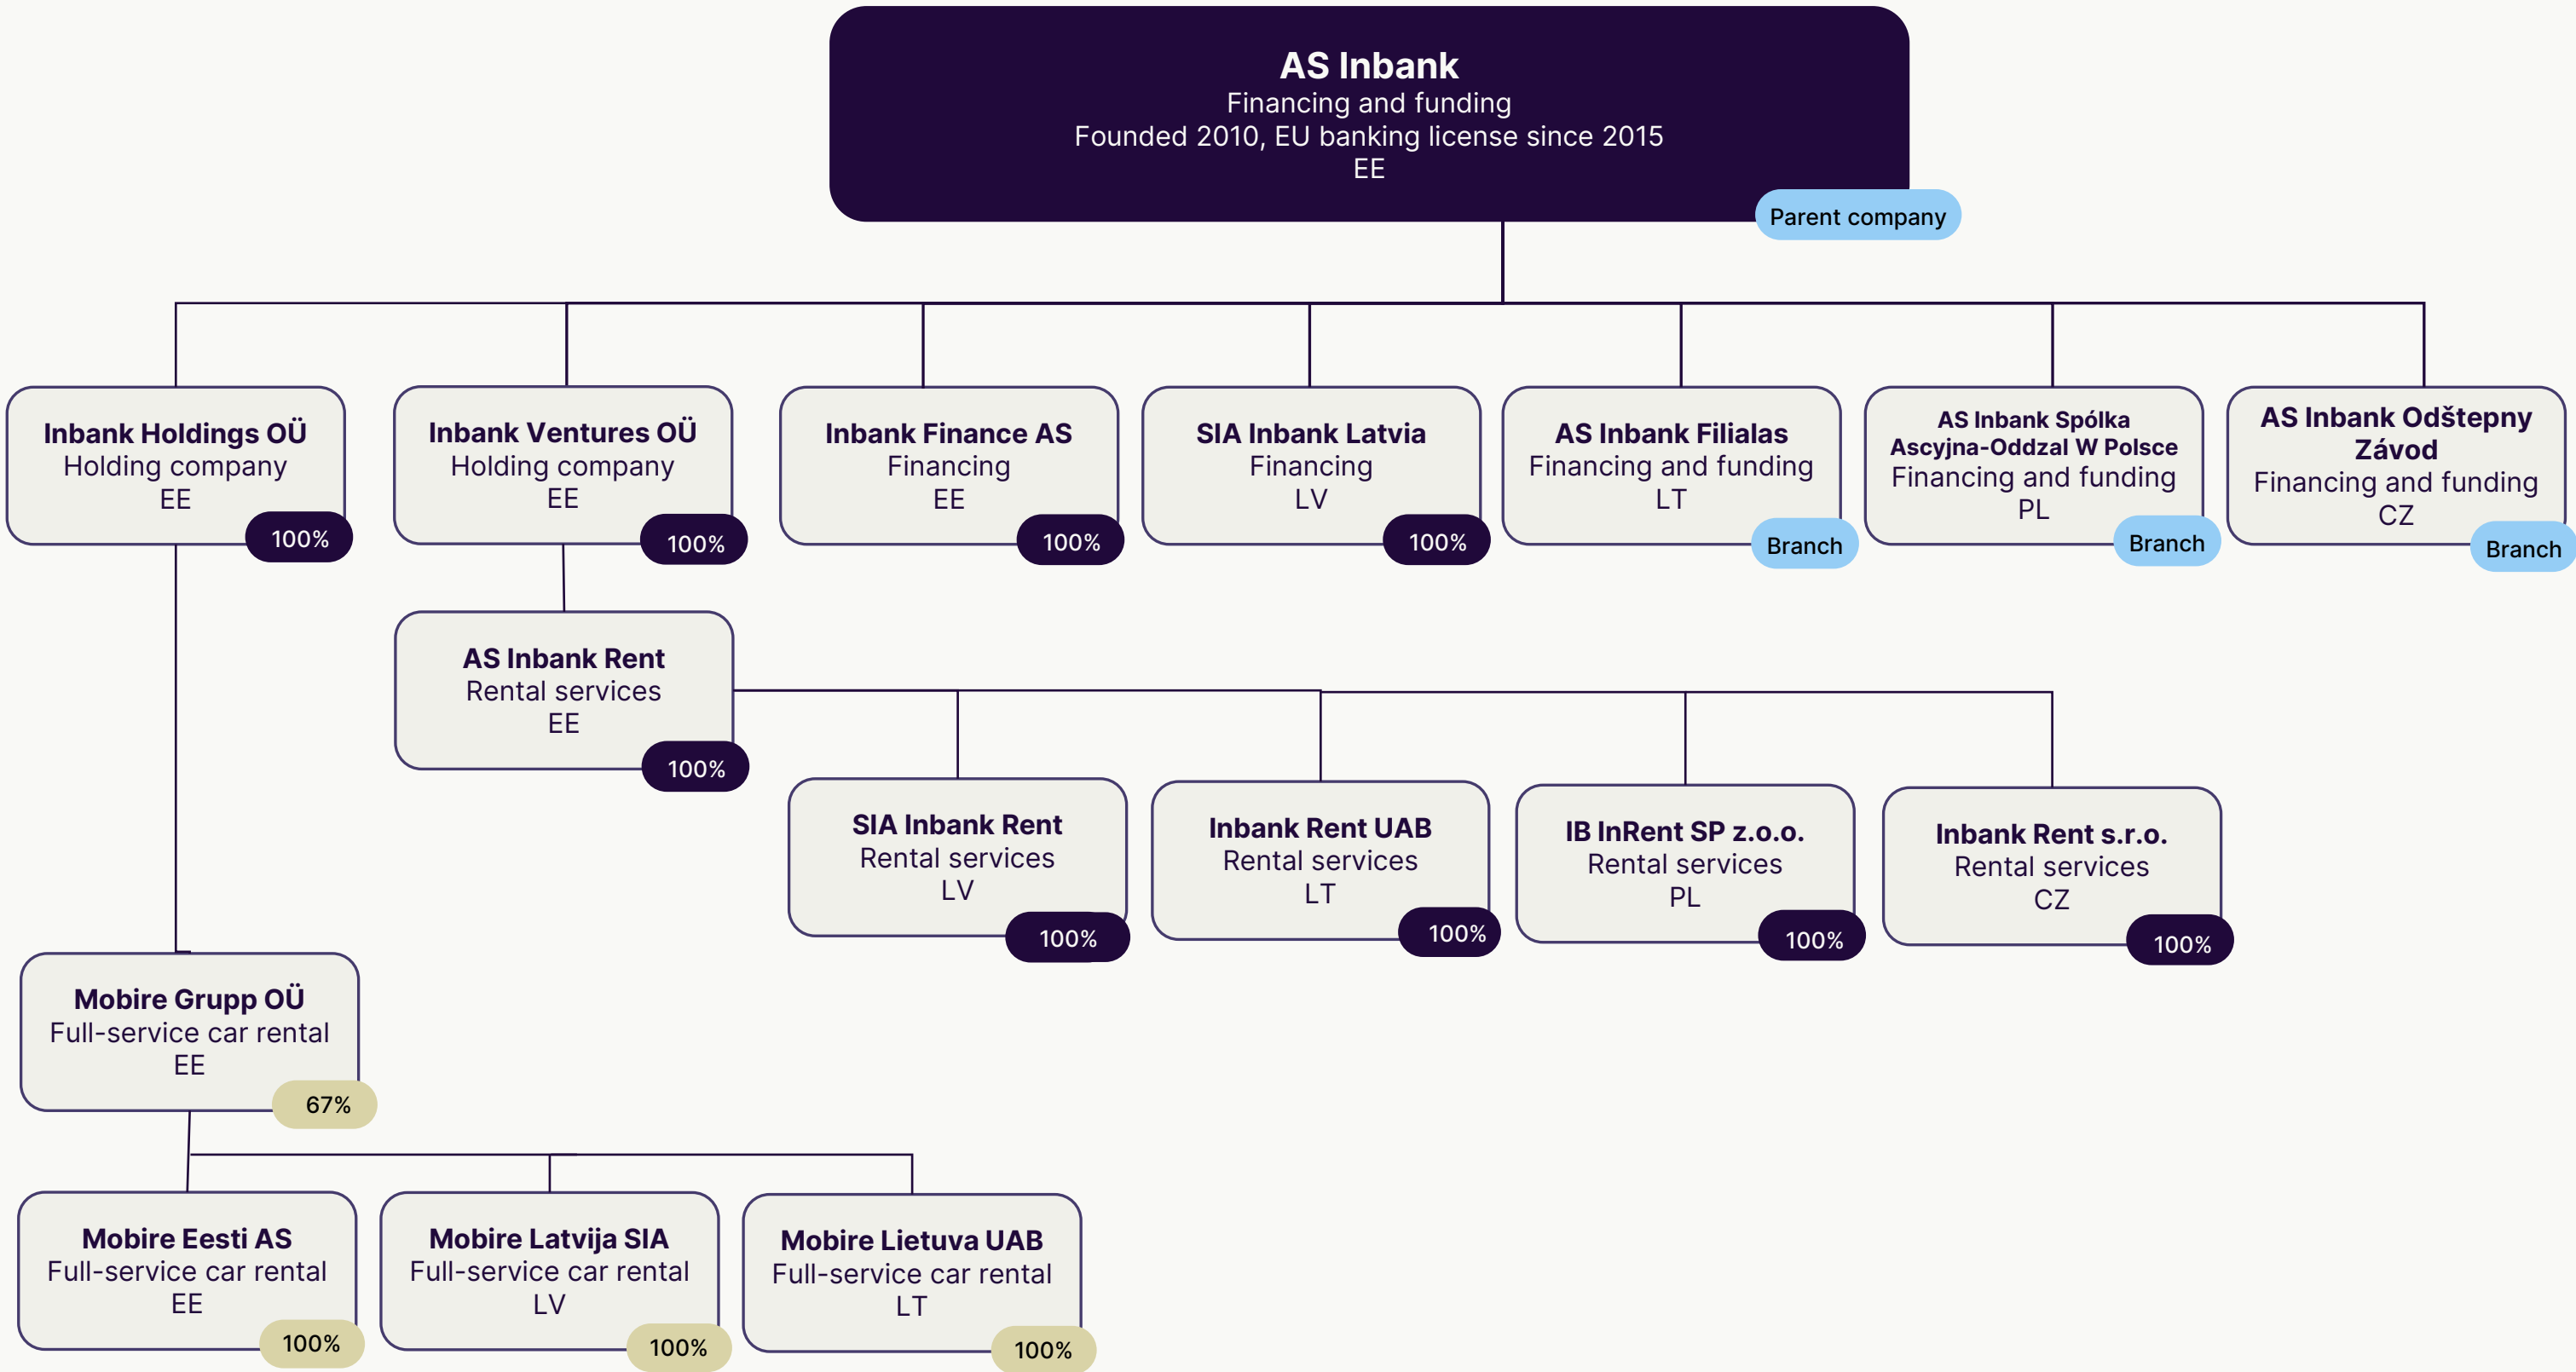 AS Inbank
Financing and funding
Founded 2010, EU banking license since 2015
EE
Parent company
Inbank Holdings OÜ
Holding company
EE
100%
Inbank Ventures OÜ
Holding company
EE
100%
Inbank Finance AS
Financing
EE
100%
SIA Inbank Latvia
Financing
LV
100%
AS Inbank Filialas
Financing and funding
LT
Branch
AS Inbank Spólka
Ascyjna-Oddzal W Polsce
Financing and funding
PL
Branch
AS Inbank Odštepny
Závod
Financing and funding
CZ
Branch
AS Inbank Rent
Rental services
EE
100%
SIA Inbank Rent
Rental services
LV
100%
Inbank Rent UAB
Rental services
LT
100%
IB InRent SP z.o.o.
Rental services
PL
100%
Inbank Rent s.r.o.
Rental services
CZ
100%
Mobire Grupp OÜ
Full-service car rental
EE
67%
Mobire Eesti AS
Full-service car rental
EE
100%
Mobire Latvija SIA
Full-service car rental
LV
100%
Mobire Lietuva UAB
Full-service car rental
LT
100%